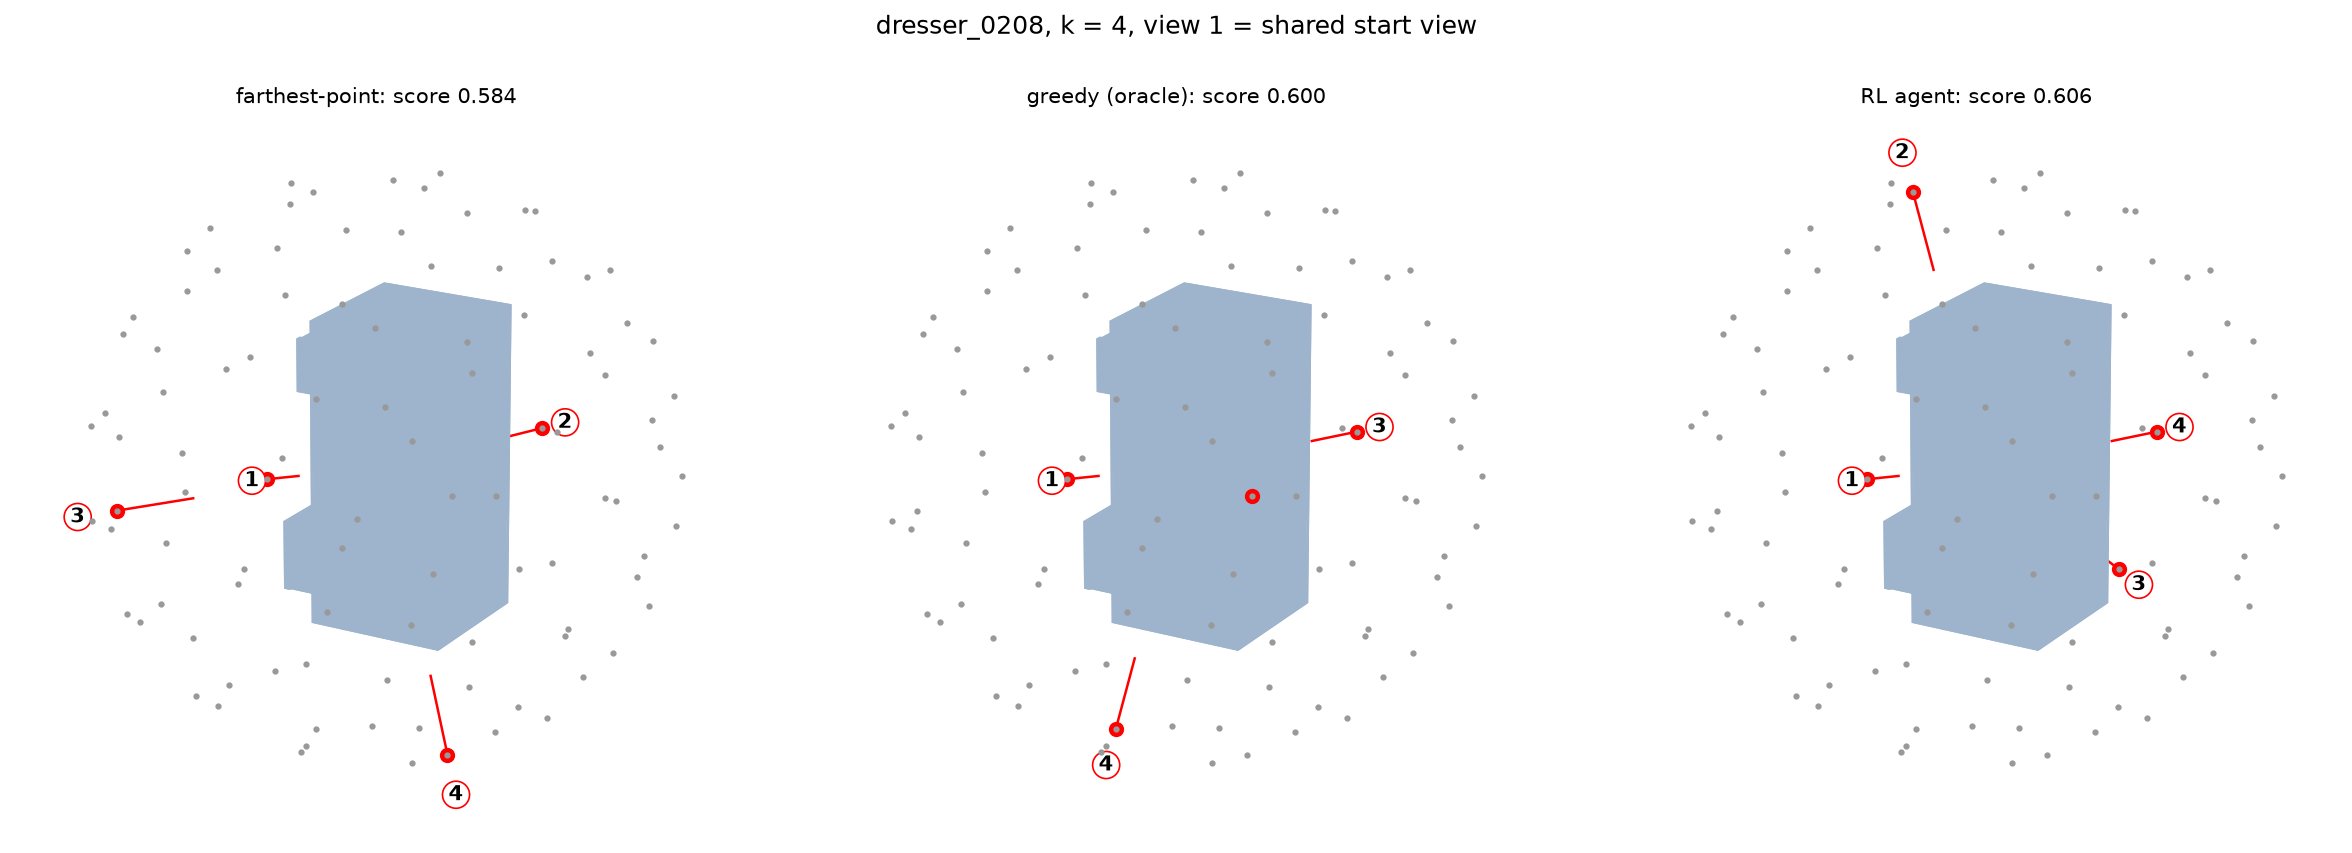 dresser_0208, k = 4, view 1 = shared start view
farthest-point: score 0.584
1
2
3
4
greedy (oracle): score 0.600
3
1
4
RL agent: score 0.606
2
4
1
3